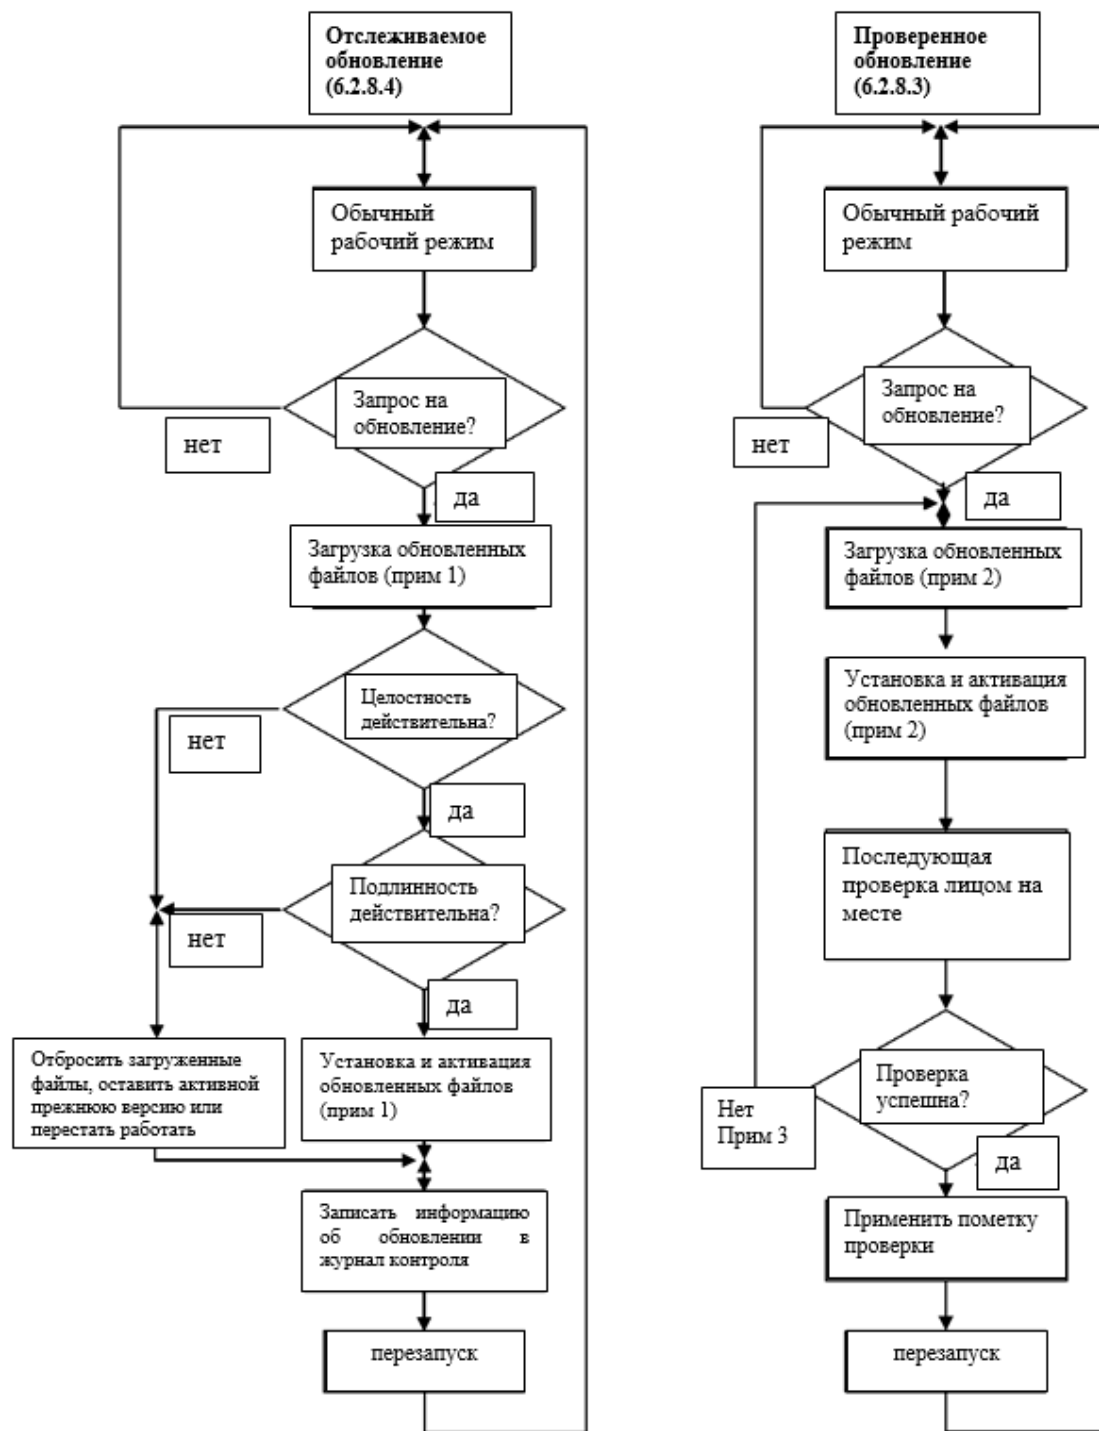 Отслеживаемое
обновление
(6.2.8.4)
Обычный
рабочий режим
Запрос на
обновление?
нет
да
Загрузка обновленных
файлов (прим 1)
Целостность
действительна?
нет
да
Подлинность
действительна?
нет
да
Отбросить загруженные
файлы, оставить активной
прежнюю версию или
перестать работать
Установка и активация
обновленных файлов
(прим 1)
Записать информацию
об обновлении в
журнал контроля
перезапуск
Проверенное
обновление
(6.2.8.3)
Обычный рабочий
режим
Запрос на
обновление?
нет
да
Загрузка обновленных
файлов (прим 2)
Установка и активация
обновленных файлов
(прим 2)
Последующая
проверка лицом на
месте
Проверка
успешна?
Нет
Прим 3
да
Применить пометку
проверки
перезапуск